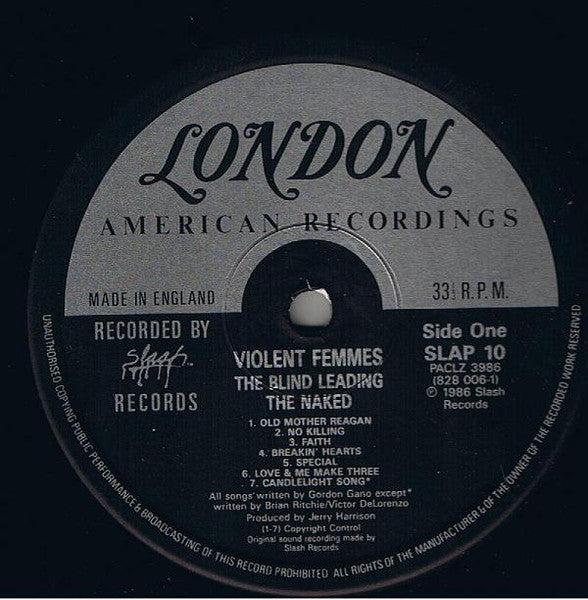 LONDON
AMERICAN RECORDINGS
MADE IN ENGLAND
33⅓ R.P.M.
RECORDED BY
Slash
RECORDS
Side One
SLAP 10
PACLZ 3986
(828 006-1)
℗ 1986 Slash
Records
VIOLENT FEMMES
THE BLIND LEADING
THE NAKED
1. OLD MOTHER REAGAN
2. NO KILLING
3. FAITH
4. BREAKIN' HEARTS
5. SPECIAL
6. LOVE & ME MAKE THREE
7. CANDLELIGHT SONG*
All songs written by Gordon Gano except*
written by Brian Ritchie/Victor DeLorenzo
Produced by Jerry Harrison
(1-7) Copyright Control
Original sound recording made by
Slash Records
UNAUTHORISED COPYING PUBLIC PERFORMANCE & BROADCASTING OF THIS RECORD PROHIBITED ALL RIGHTS OF THE MANUFACTURER & OF THE OWNER OF THE RECORDED WORK RESERVED